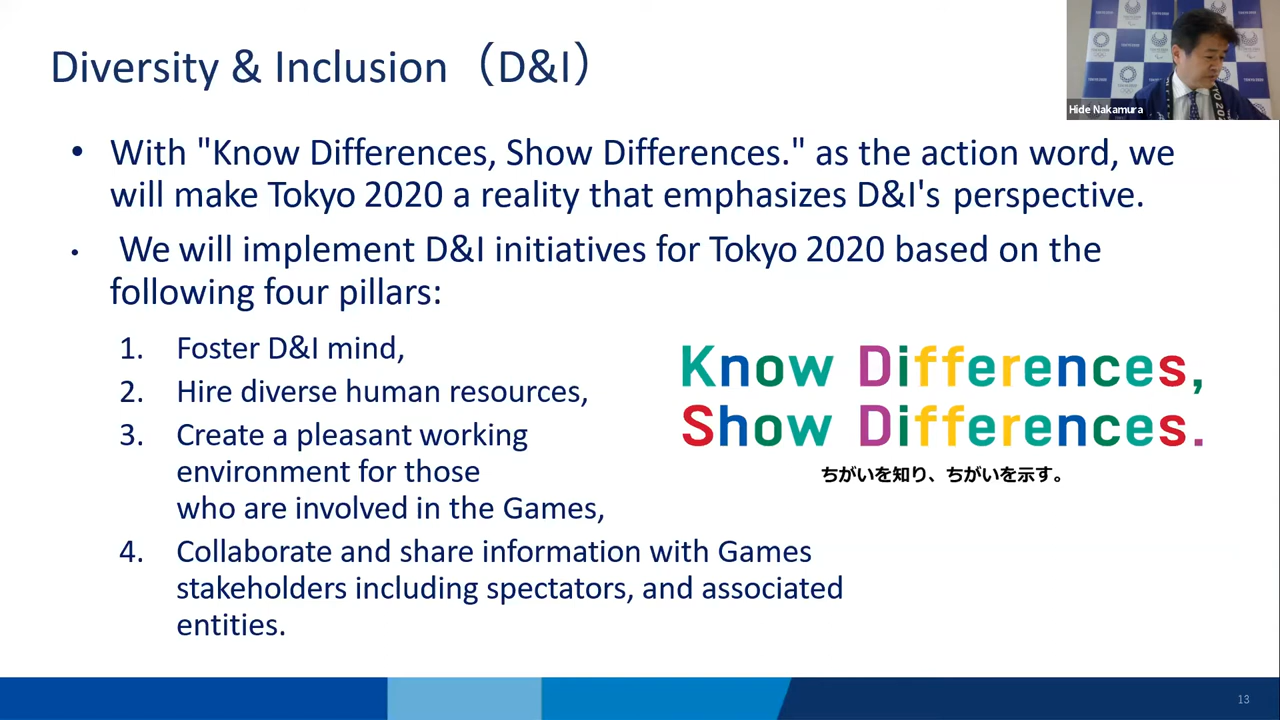 Diversity & Inclusion（D&I）
Hide Nakamura
• With "Know Differences, Show Differences." as the action word, we
will make Tokyo 2020 a reality that emphasizes D&I's perspective.
• We will implement D&I initiatives for Tokyo 2020 based on the
following four pillars:
1. Foster D&I mind,
2. Hire diverse human resources,
3. Create a pleasant working
environment for those
who are involved in the Games,
4. Collaborate and share information with Games
stakeholders including spectators, and associated
entities.
Know Differences,
Show Differences.
ちがいを知り、ちがいを示す。
13